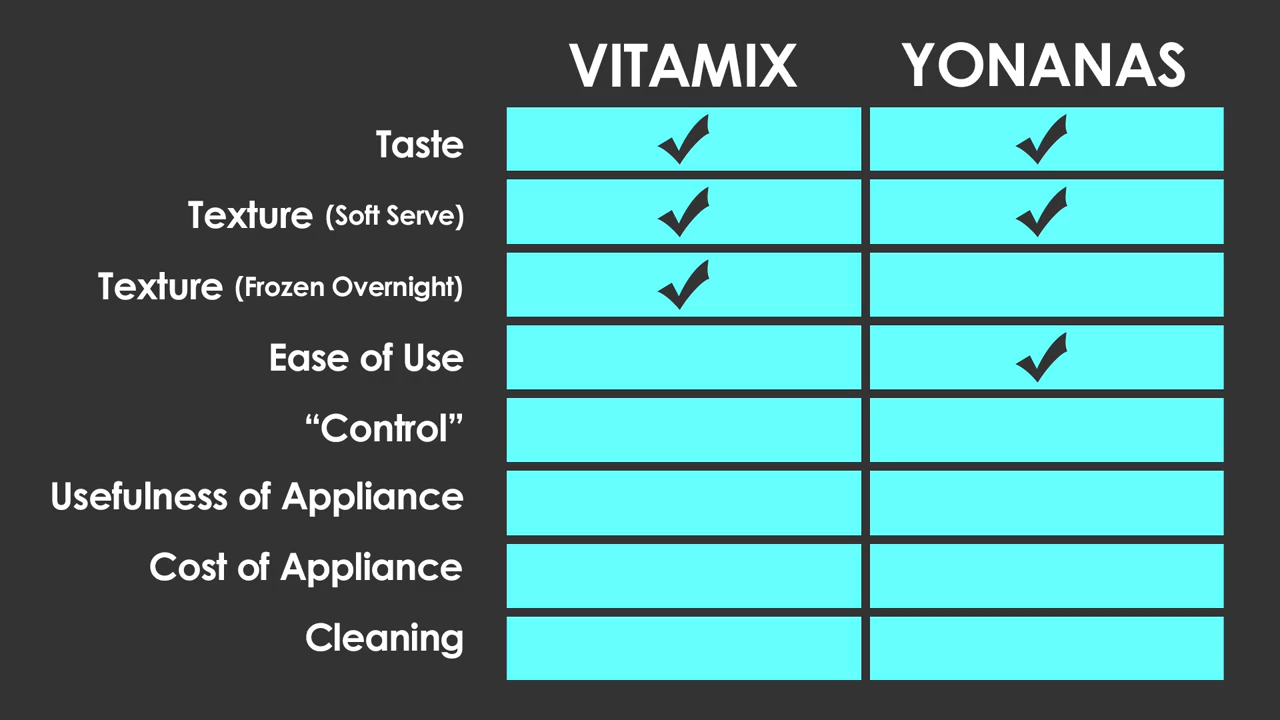 VITAMIX YONANAS
Taste
Texture (Soft Serve)
Texture (Frozen Overnight)
Ease of Use
“Control”
Usefulness of Appliance
Cost of Appliance
Cleaning